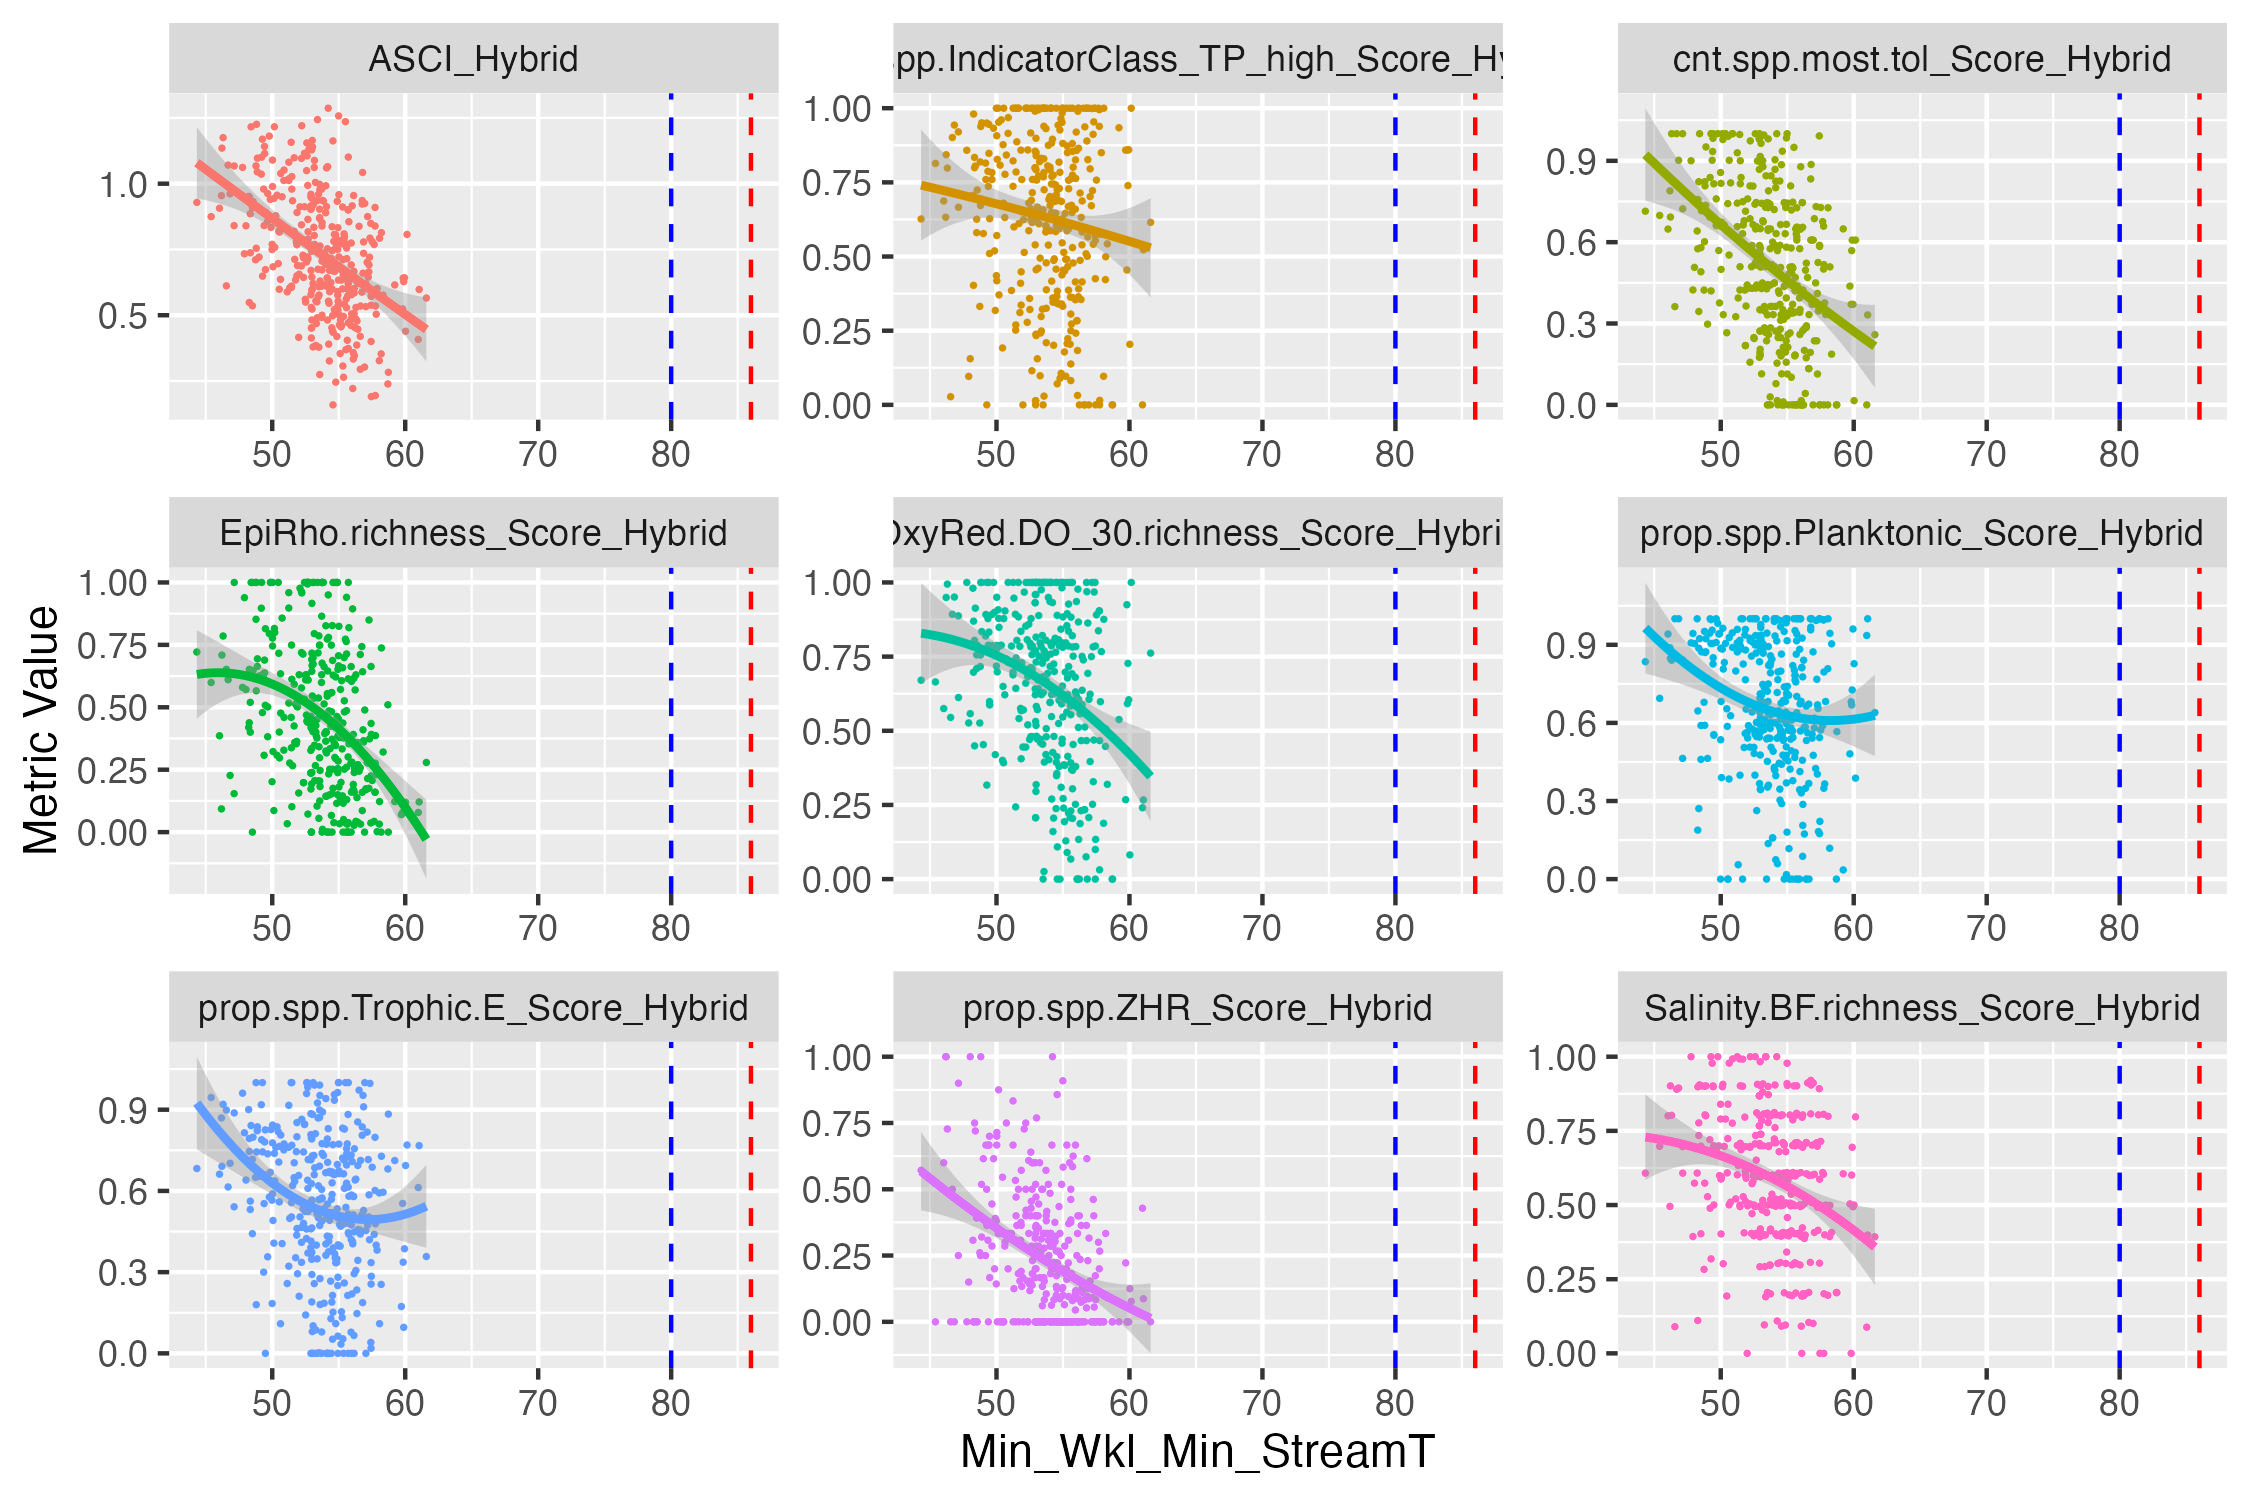 ASCI_Hybrid
spp.IndicatorClass_TP_high_Score_Hy
cnt.spp.most.tol_Score_Hybrid
1.0
0.5
50 60 70 80
1.00
0.75
0.50
0.25
0.00
50 60 70 80
0.9
0.6
0.3
0.0
50 60 70 80
EpiRho.richness_Score_Hybrid
OxyRed.DO_30.richness_Score_Hybri
prop.spp.Planktonic_Score_Hybrid
1.00
0.75
0.50
0.25
0.00
50 60 70 80
1.00
0.75
0.50
0.25
0.00
50 60 70 80
0.9
0.6
0.3
0.0
50 60 70 80
Metric Value
prop.spp.Trophic.E_Score_Hybrid
prop.spp.ZHR_Score_Hybrid
Salinity.BF.richness_Score_Hybrid
0.9
0.6
0.3
0.0
50 60 70 80
1.00
0.75
0.50
0.25
0.00
50 60 70 80
1.00
0.75
0.50
0.25
0.00
50 60 70 80
Min_Wkl_Min_StreamT